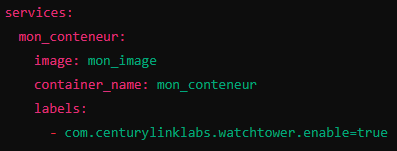 services:
  mon_conteneur:
    image: mon_image
    container_name: mon_conteneur
    labels:
      - com.centurylinklabs.watchtower.enable=true